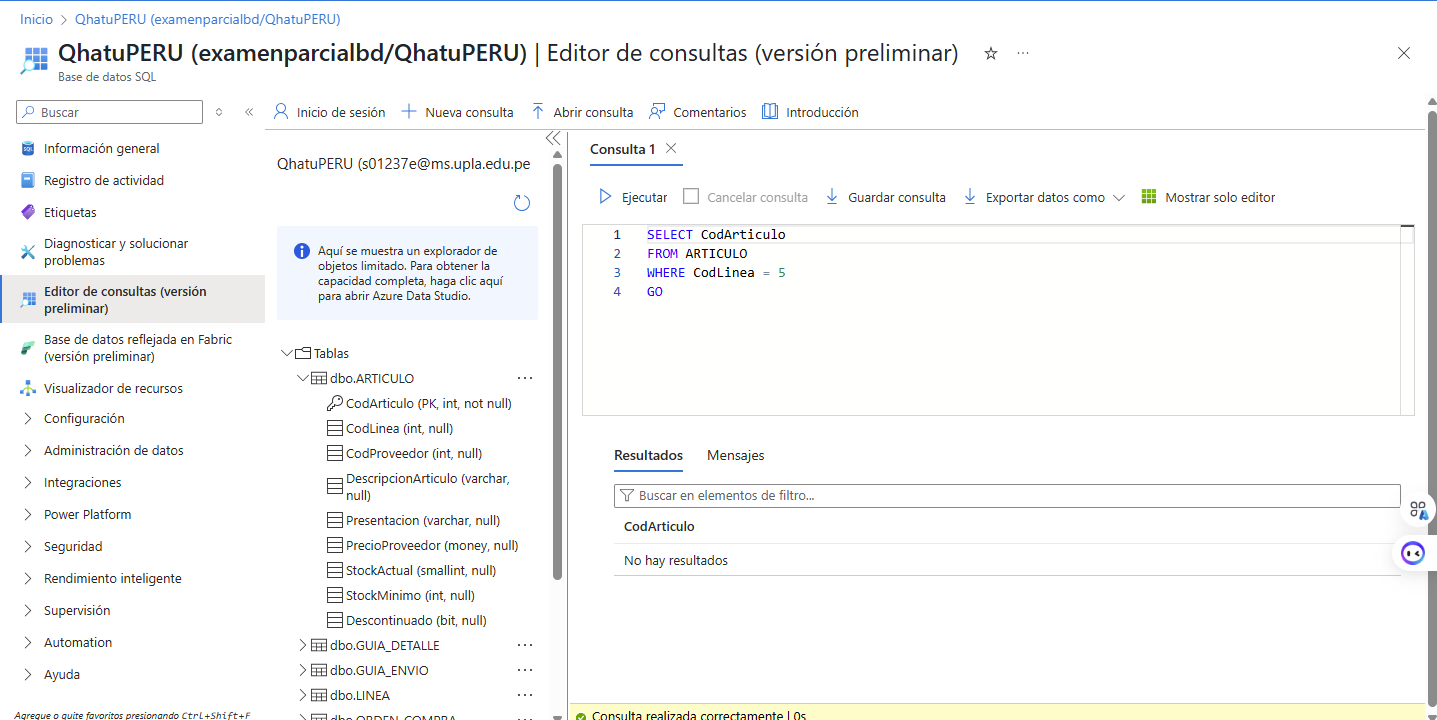 Inicio > QhatuPERU (examenparcialbd/QhatuPERU)
QhatuPERU (examenparcialbd/QhatuPERU) | Editor de consultas (versión preliminar)
Base de datos SQL
Buscar
Información general
Registro de actividad
Etiquetas
Diagnosticar y solucionar
problemas
Editor de consultas (versión
preliminar)
Base de datos reflejada en Fabric
(versión preliminar)
Visualizador de recursos
Configuración
Administración de datos
Integraciones
Power Platform
Seguridad
Rendimiento inteligente
Supervisión
Automation
Ayuda
Agregue o quite favoritos presionando Ctrl+Shift+F
Inicio de sesión
Nueva consulta
Abrir consulta
Comentarios
Introducción
QhatuPERU (s01237e@ms.upla.edu.pe
Aquí se muestra un explorador de
objetos limitado. Para obtener la
capacidad completa, haga clic aquí
para abrir Azure Data Studio.
Tablas
dbo.ARTICULO
CodArticulo (PK, int, not null)
CodLinea (int, null)
CodProveedor (int, null)
DescripcionArticulo (varchar,
null)
Presentacion (varchar, null)
PrecioProveedor (money, null)
StockActual (smallint, null)
StockMinimo (int, null)
Descontinuado (bit, null)
dbo.GUIA_DETALLE
dbo.GUIA_ENVIO
dbo.LINEA
dbo.ORDEN_COMPRA
Consulta 1
Ejecutar
Cancelar consulta
Guardar consulta
Exportar datos como
Mostrar solo editor
1 SELECT CodArticulo
2 FROM ARTICULO
3 WHERE CodLinea = 5
4 GO
Resultados
Mensajes
Buscar en elementos de filtro...
CodArticulo
No hay resultados
Consulta realizada correctamente | 0s